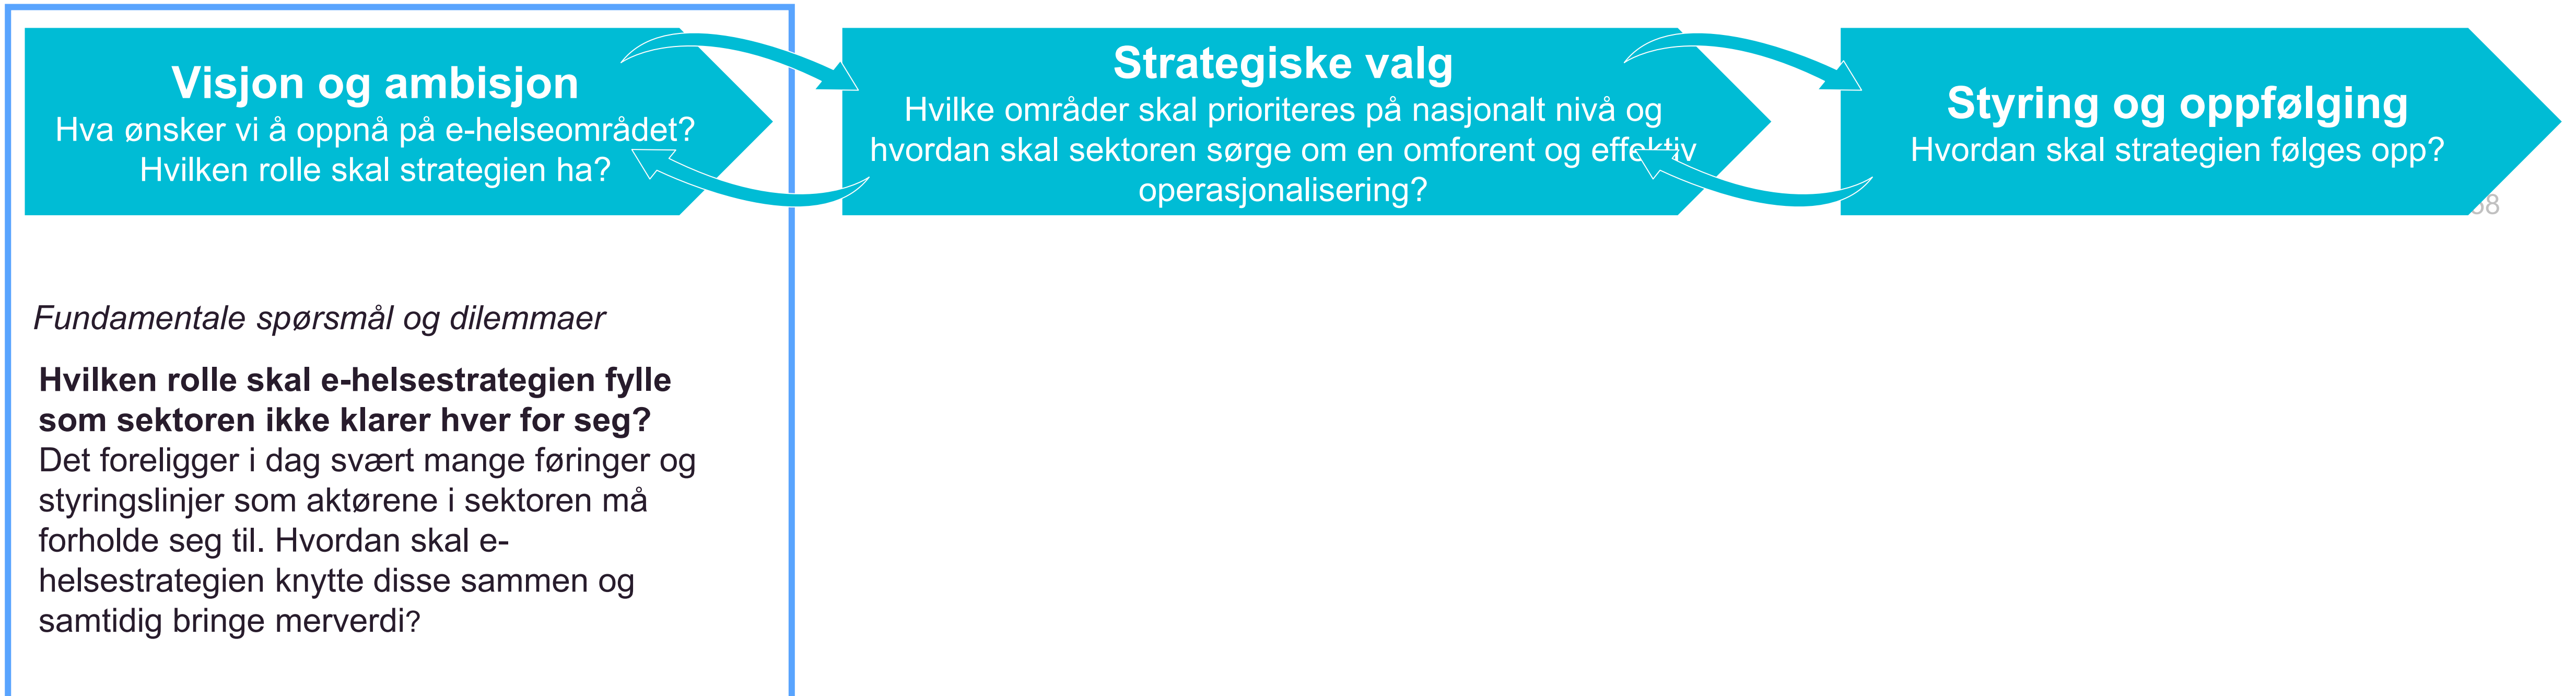 Visjon og ambisjon
Hva ønsker vi å oppnå på e-helseområdet?
Hvilken rolle skal strategien ha?
Strategiske valg
Hvilke områder skal prioriteres på nasjonalt nivå og
hvordan skal sektoren sørge om en omforent og effektiv
operasjonalisering?
Styring og oppfølging
Hvordan skal strategien følges opp?
Fundamentale spørsmål og dilemmaer
Hvilken rolle skal e-helsestrategien fylle
som sektoren ikke klarer hver for seg?
Det foreligger i dag svært mange føringer og
styringslinjer som aktørene i sektoren må
forholde seg til. Hvordan skal e-
helsestrategien knytte disse sammen og
samtidig bringe merverdi?